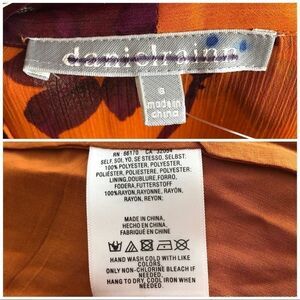 danielrainn
8
made in
china
RN 66170 CA 32054
SELF, SOI, YO, SE STESSO, SELBST:
100% POLYESTER, POLYESTER,
POLIÉSTER, POLIESTERE, POLYESTER;
LINING, DOUBLURE, FORRO,
FODERA, FUTTERSTOFF
100%RAYON, RAYONNE, RAYON,
RAYON, REYON;
MADE IN CHINA,
HECHO EN CHINA,
FABRIQUÉ EN CHINE
HAND WASH COLD WITH LIKE
COLORS,
ONLY NON-CHLORINE BLEACH IF
NEEDED,
HANG TO DRY, COOL IRON WHEN
NEEDED.